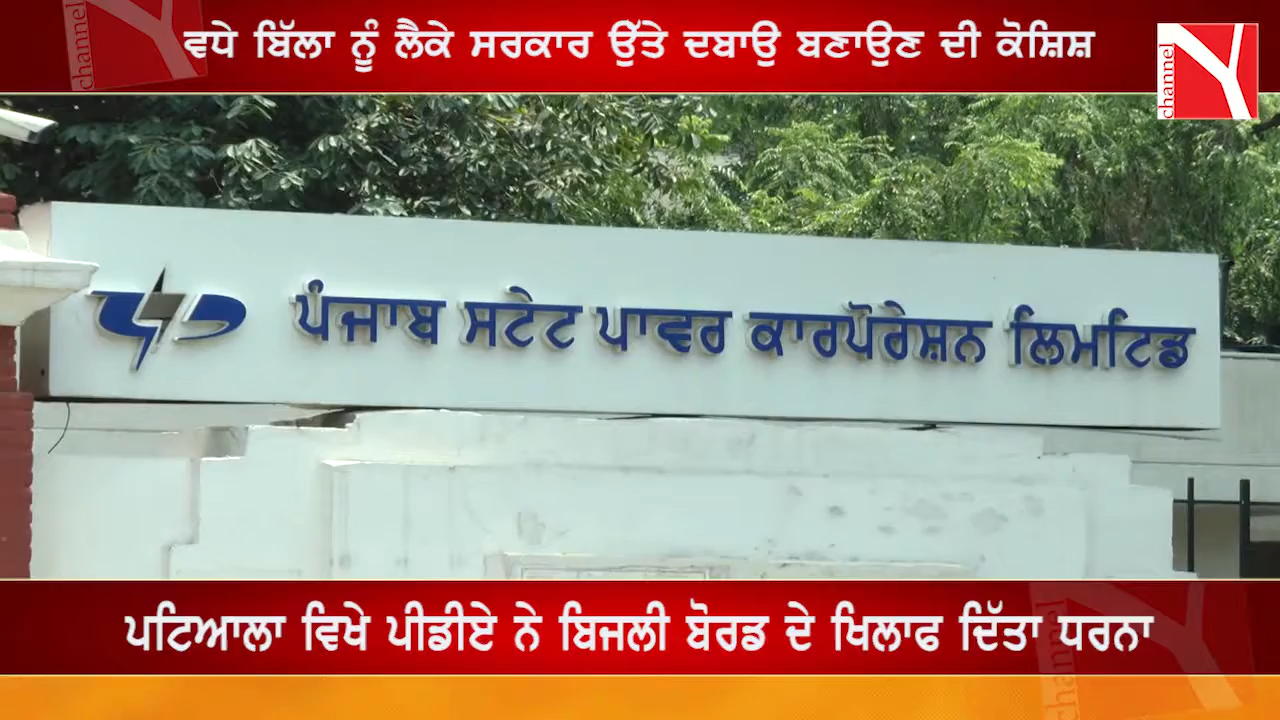 ਵਧੇ ਬਿੱਲਾ ਨੂੰ ਲੈਕੇ ਸਰਕਾਰ ਉੱਤੇ ਦਬਾਉ ਬਣਾਉਣ ਦੀ ਕੋਸ਼ਿਸ਼
channel Y
ਪੰਜਾਬ ਸਟੇਟ ਪਾਵਰ ਕਾਰਪੋਰੇਸ਼ਨ ਲਿਮਟਿਡ
ਪਟਿਆਲਾ ਵਿਖੇ ਪੀਡੀਏ ਨੇ ਬਿਜਲੀ ਬੋਰਡ ਦੇ ਖਿਲਾਫ ਦਿੱਤਾ ਧਰਨਾ